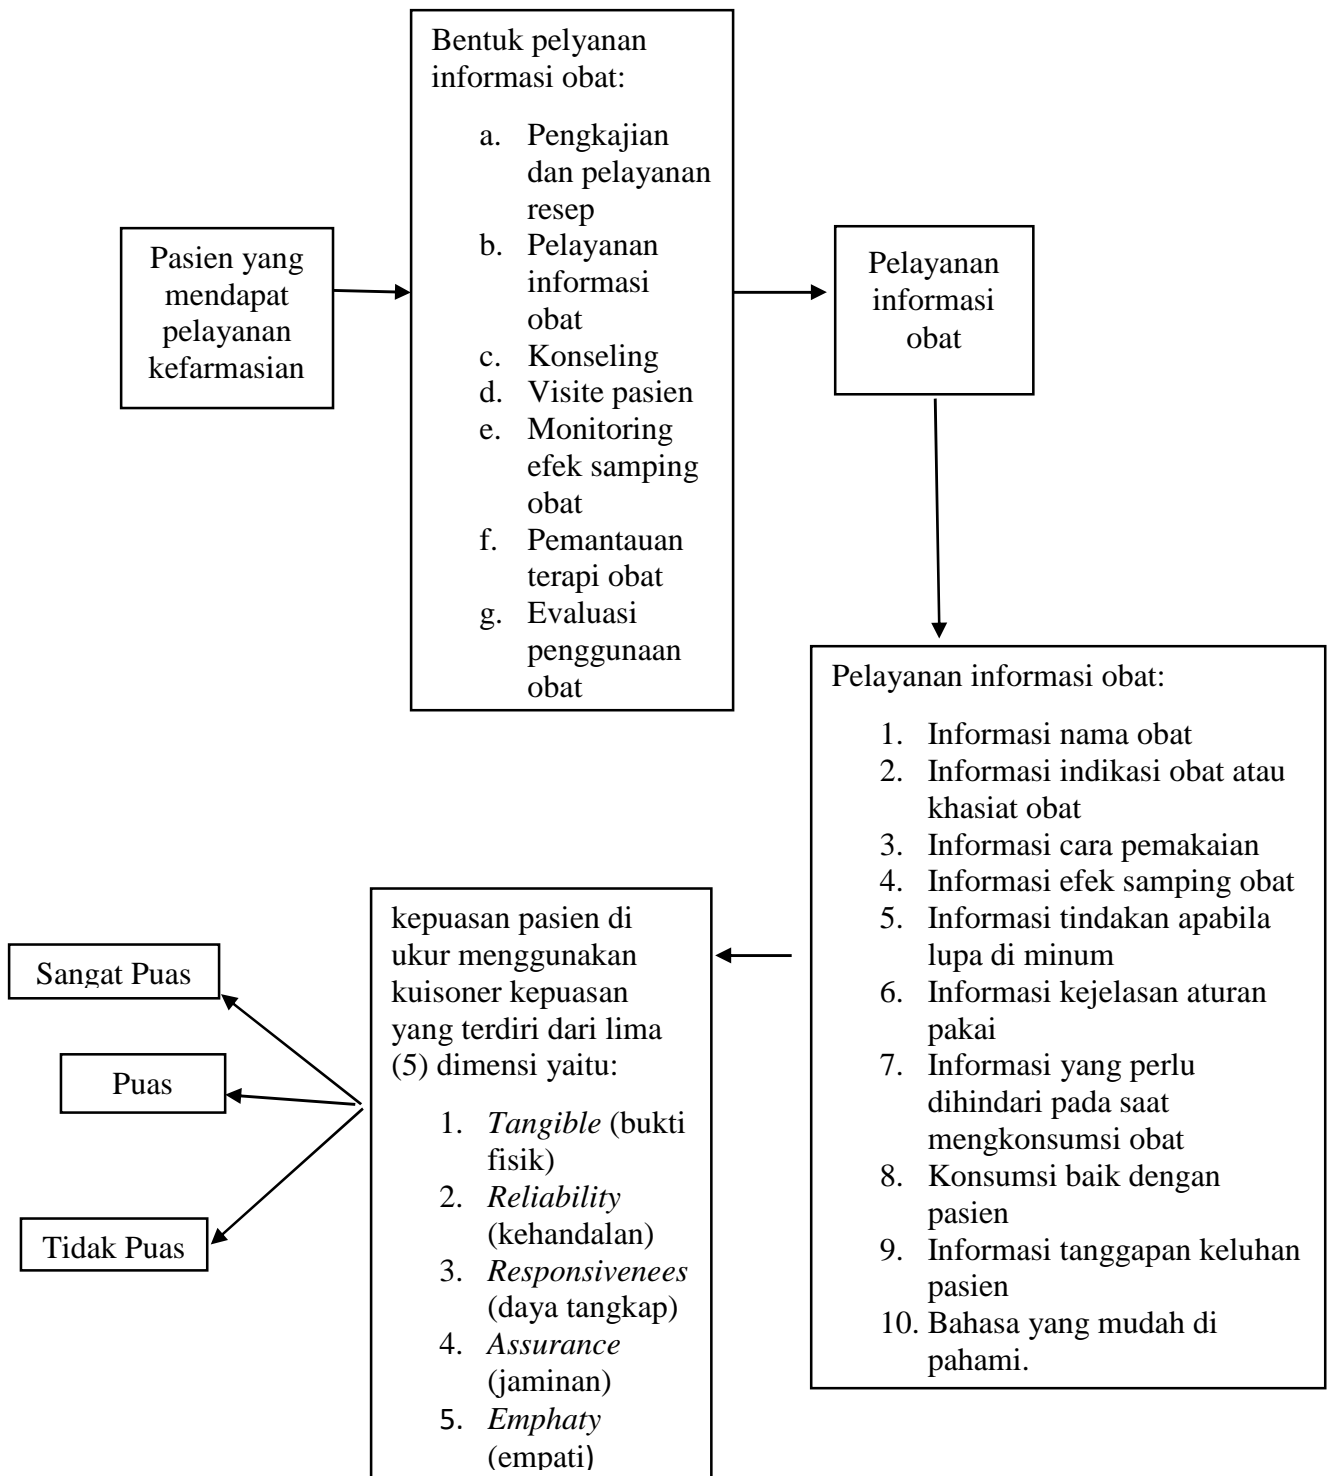 Bentuk pelyanan
informasi obat:
a. Pengkajian
dan pelayanan
resep
b. Pelayanan
informasi
obat
c. Konseling
d. Visite pasien
e. Monitoring
efek samping
obat
f. Pemantauan
terapi obat
g. Evaluasi
penggunaan
obat
Pasien yang
mendapat
pelayanan
kefarmasian
Pelayanan
informasi
obat
Pelayanan informasi obat:
1. Informasi nama obat
2. Informasi indikasi obat atau
khasiat obat
3. Informasi cara pemakaian
4. Informasi efek samping obat
5. Informasi tindakan apabila
lupa di minum
6. Informasi kejelasan aturan
pakai
7. Informasi yang perlu
dihindari pada saat
mengkonsumsi obat
8. Konsumsi baik dengan
pasien
9. Informasi tanggapan keluhan
pasien
10. Bahasa yang mudah di
pahami.
kepuasan pasien di
ukur menggunakan
kuisoner kepuasan
yang terdiri dari lima
(5) dimensi yaitu:
1. Tangible (bukti
fisik)
2. Reliability
(kehandalan)
3. Responsivenees
(daya tangkap)
4. Assurance
(jaminan)
5. Emphaty
(empati)
Sangat Puas
Puas
Tidak Puas